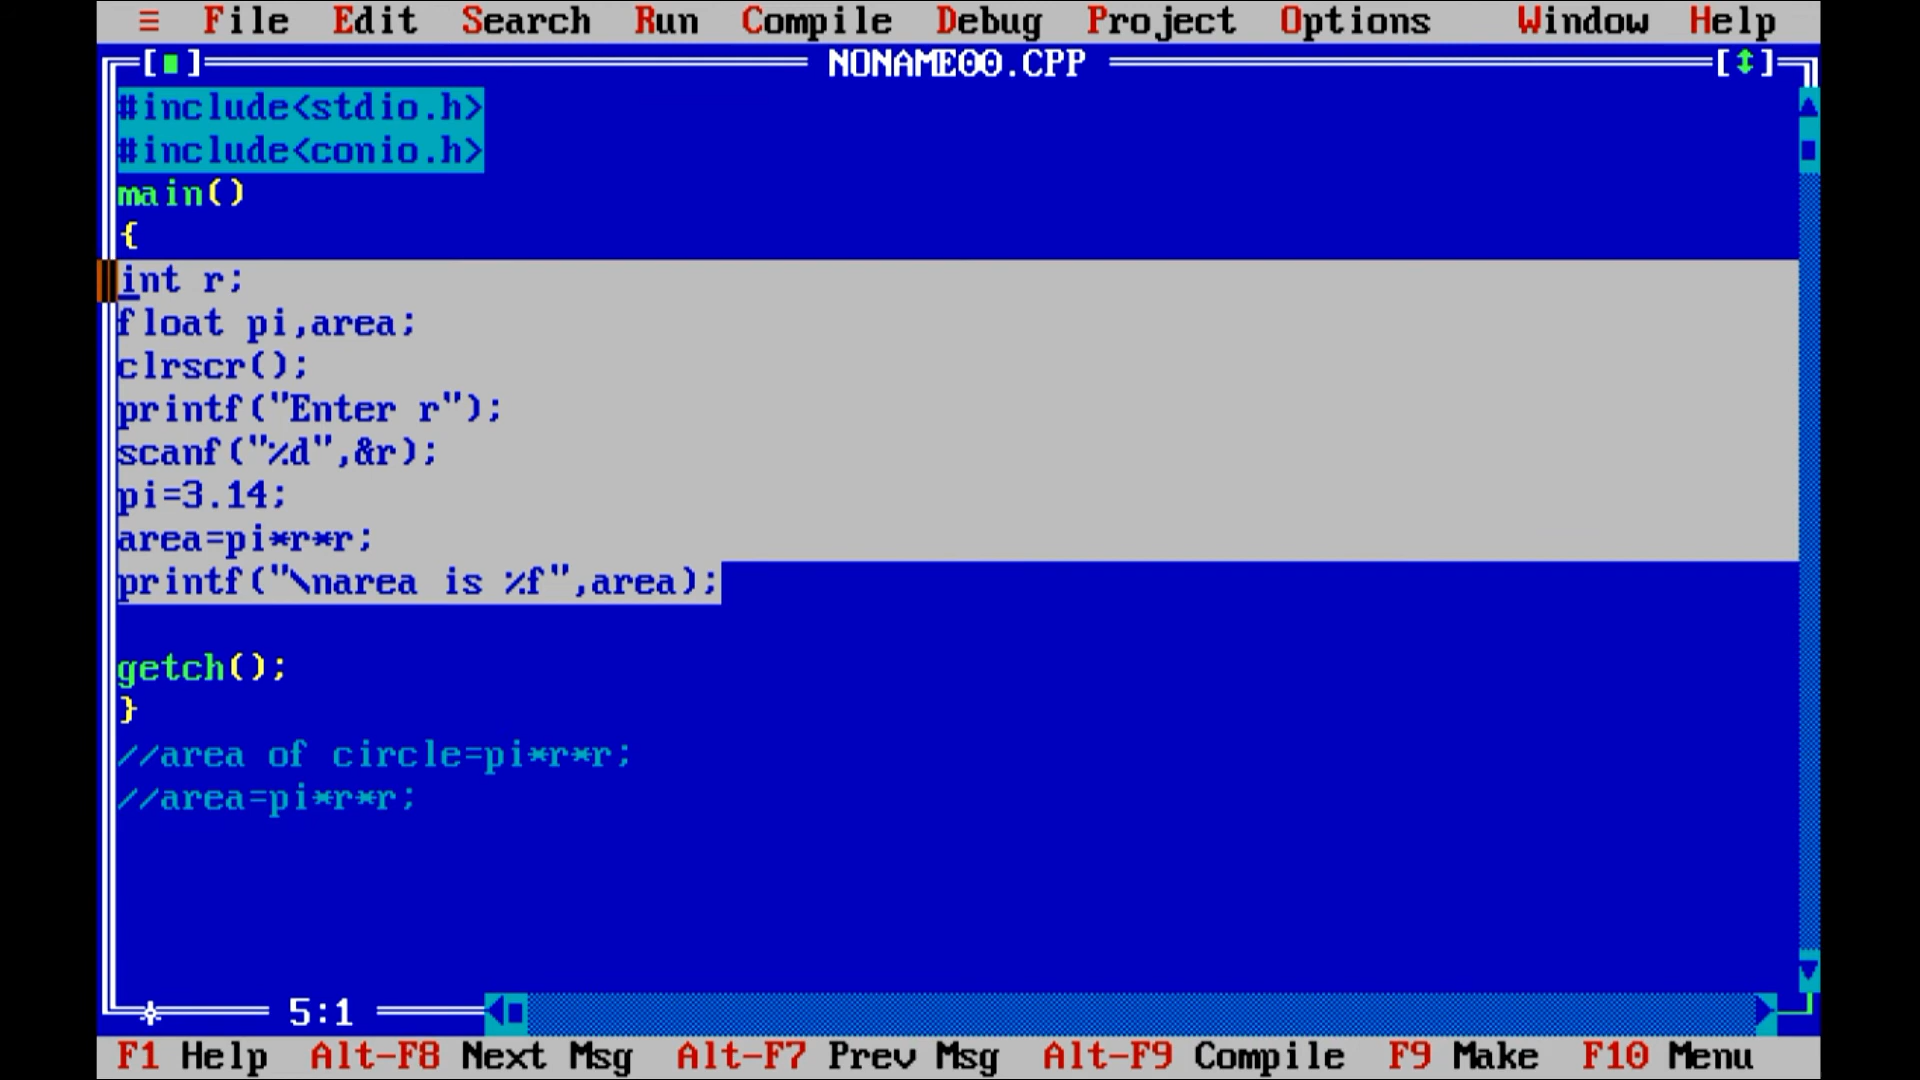 ≡ File Edit Search Run Compile Debug Project Options Window Help
[■] NONAME00.CPP [↕]
#include<stdio.h>
#include<conio.h>
main()
{
int r;
float pi,area;
clrscr();
printf("Enter r");
scanf("%d",&r);
pi=3.14;
area=pi*r*r;
printf("\narea is %f",area);
getch();
}
//area of circle=pi*r*r;
//area=pi*r*r;
5:1
F1 Help Alt-F8 Next Msg Alt-F7 Prev Msg Alt-F9 Compile F9 Make F10 Menu